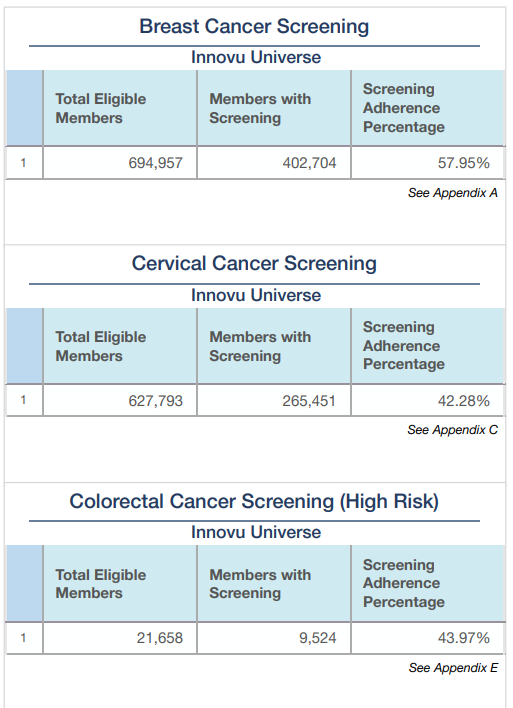 Breast Cancer Screening
Innovu Universe
Total Eligible Members
Members with Screening
Screening Adherence Percentage
1 694,957 402,704 57.95%
See Appendix A
Cervical Cancer Screening
Innovu Universe
Total Eligible Members
Members with Screening
Screening Adherence Percentage
1 627,793 265,451 42.28%
See Appendix C
Colorectal Cancer Screening (High Risk)
Innovu Universe
Total Eligible Members
Members with Screening
Screening Adherence Percentage
1 21,658 9,524 43.97%
See Appendix E